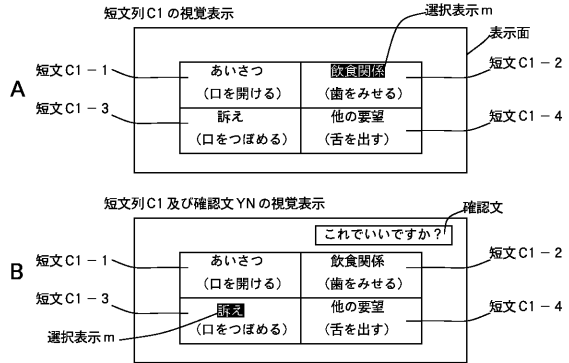 短文列C1の視覚表示
選択表示m
表示面
A
短文C1－1
あいさつ
（口を開ける）
飲食関係
（歯をみせる）
短文C1－2
短文C1－3
訴え
（口をつぼめる）
他の要望
（舌を出す）
短文C1－4
短文列C1及び確認文YNの視覚表示
確認文
これでいいですか？
B
短文C1－1
あいさつ
（口を開ける）
飲食関係
（歯をみせる）
短文C1－2
短文C1－3
訴え
（口をつぼめる）
他の要望
（舌を出す）
短文C1－4
選択表示m